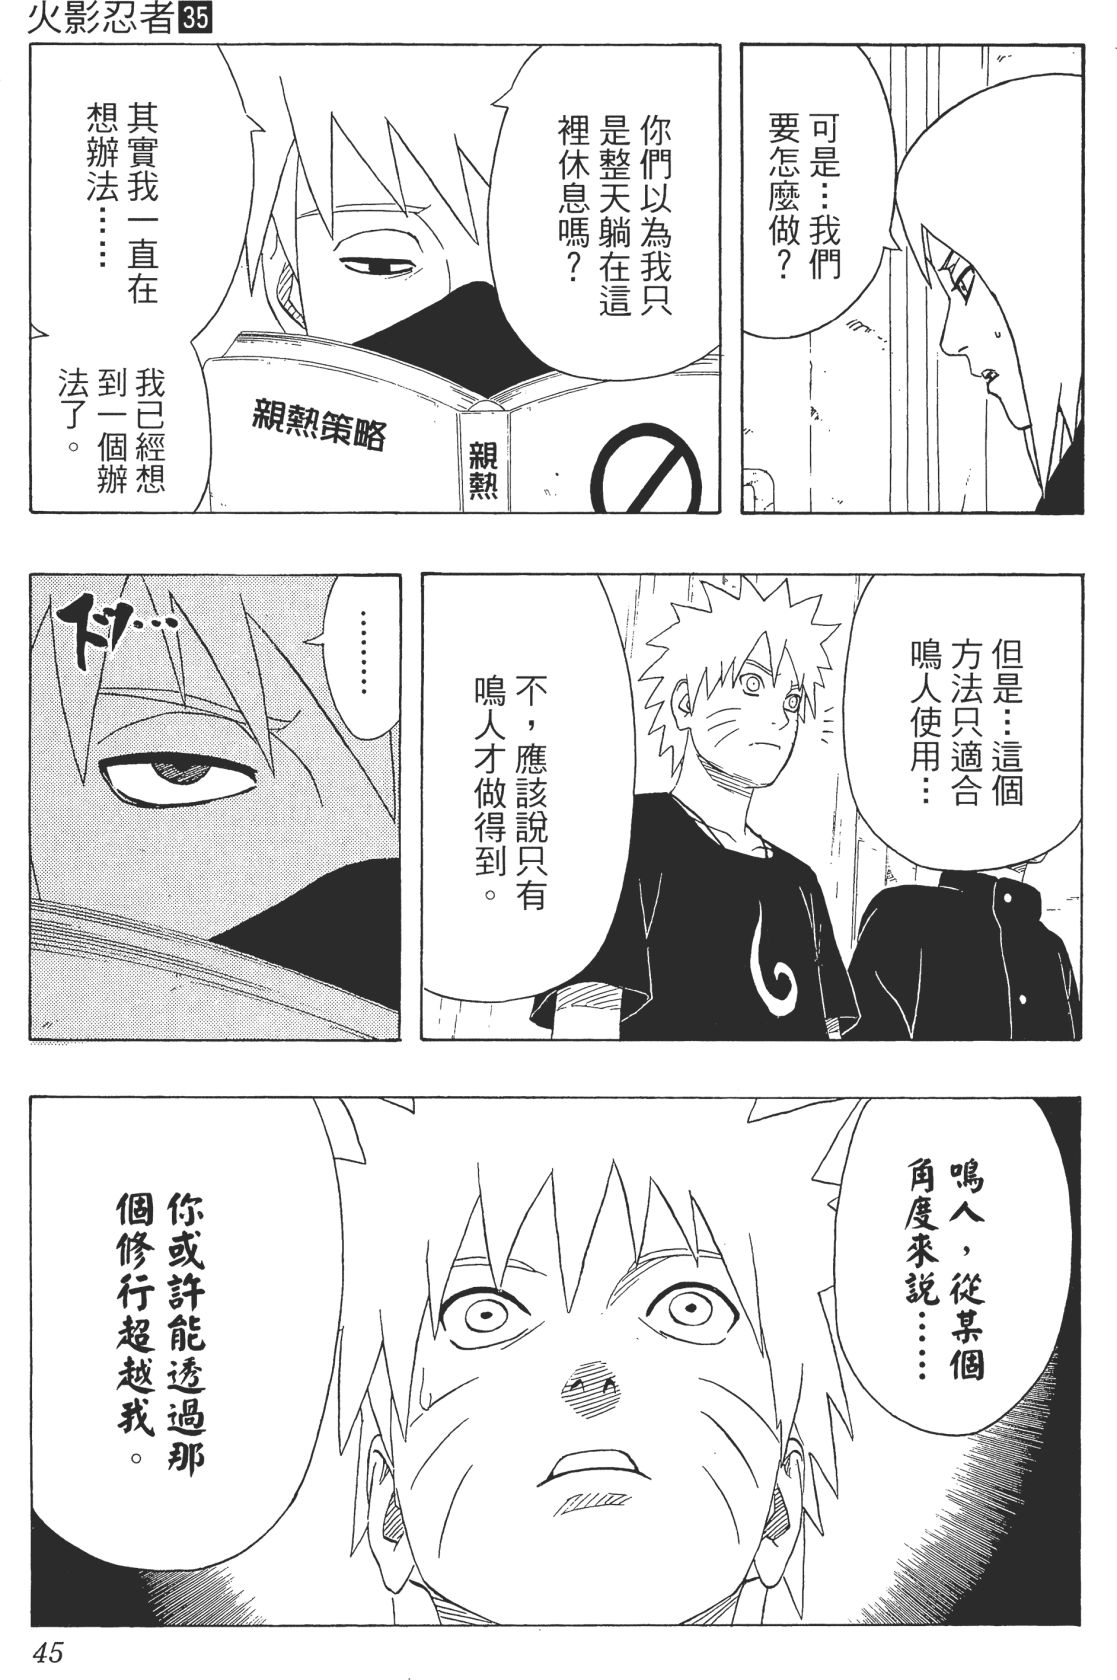 火影忍者35
可是…我們
要怎麼做？
你們以為我只
是整天躺在這
裡休息嗎？
其實我一直在
想辦法……
我已經想
到一個辦
法了。
親熱策略
親熱
但是…這個
方法只適合
鳴人使用…
不，應該說只有
鳴人才做得到。
………
ドッ…
鳴人，從某個
角度來說……
你或許能透過那
個修行超越我。
45